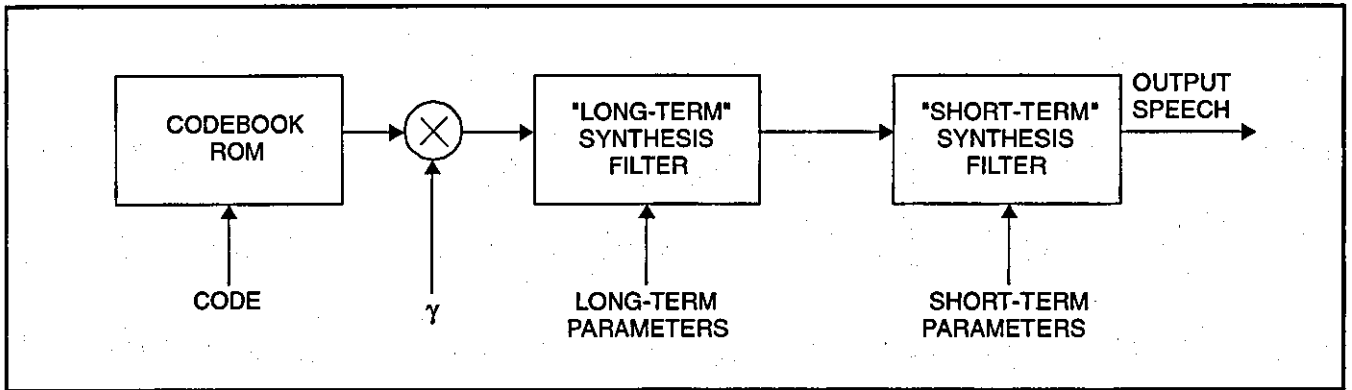 CODEBOOK
ROM
"LONG-TERM"
SYNTHESIS
FILTER
"SHORT-TERM"
SYNTHESIS
FILTER
OUTPUT
SPEECH
CODE
γ
LONG-TERM
PARAMETERS
SHORT-TERM
PARAMETERS